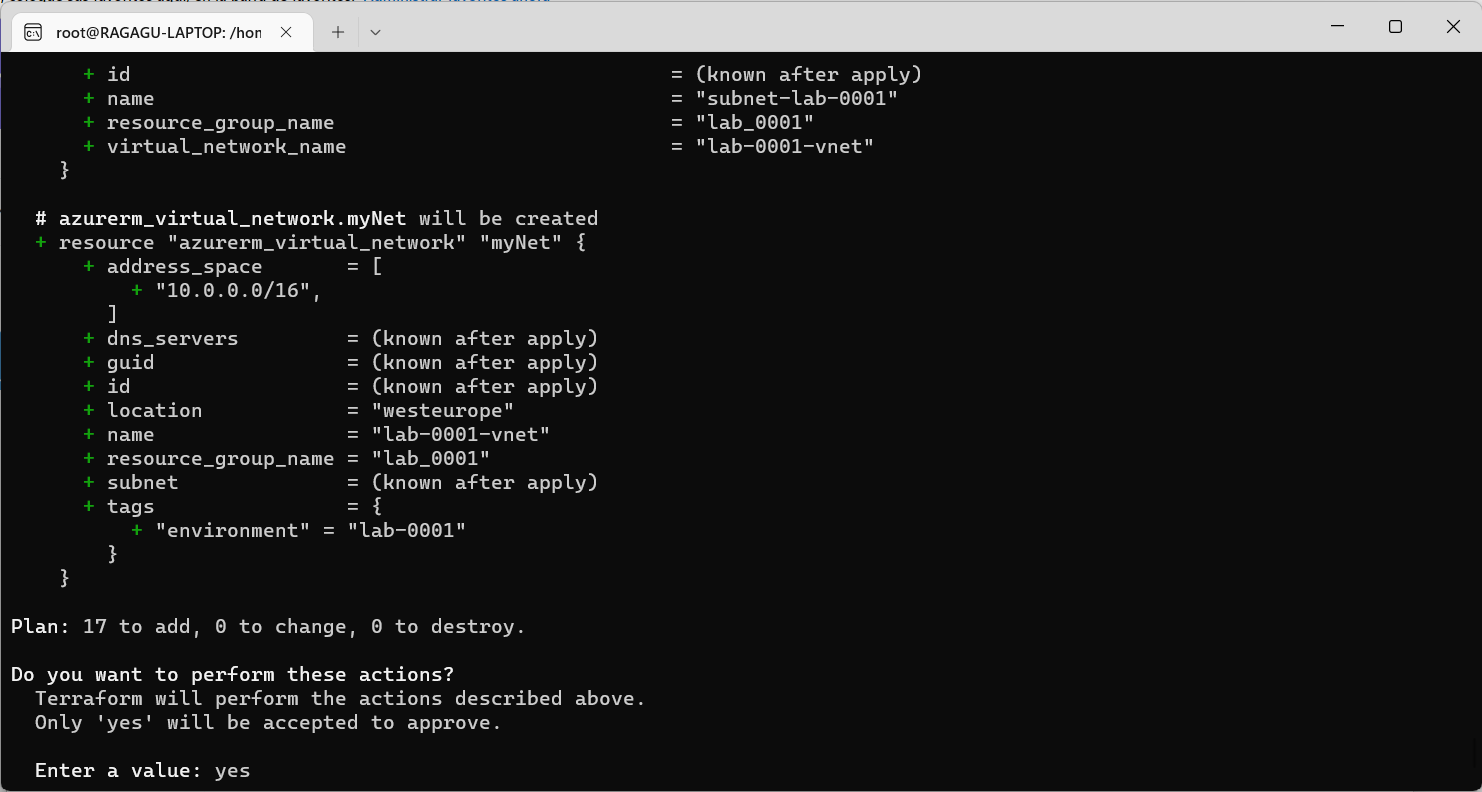 root@RAGAGU-LAPTOP: /hon
+ id = (known after apply)
+ name = "subnet-lab-0001"
+ resource_group_name = "lab_0001"
+ virtual_network_name = "lab-0001-vnet"
}
# azurerm_virtual_network.myNet will be created
+ resource "azurerm_virtual_network" "myNet" {
+ address_space = [
+ "10.0.0.0/16",
]
+ dns_servers = (known after apply)
+ guid = (known after apply)
+ id = (known after apply)
+ location = "westeurope"
+ name = "lab-0001-vnet"
+ resource_group_name = "lab_0001"
+ subnet = (known after apply)
+ tags = {
+ "environment" = "lab-0001"
}
}
Plan: 17 to add, 0 to change, 0 to destroy.
Do you want to perform these actions?
Terraform will perform the actions described above.
Only 'yes' will be accepted to approve.
Enter a value: yes